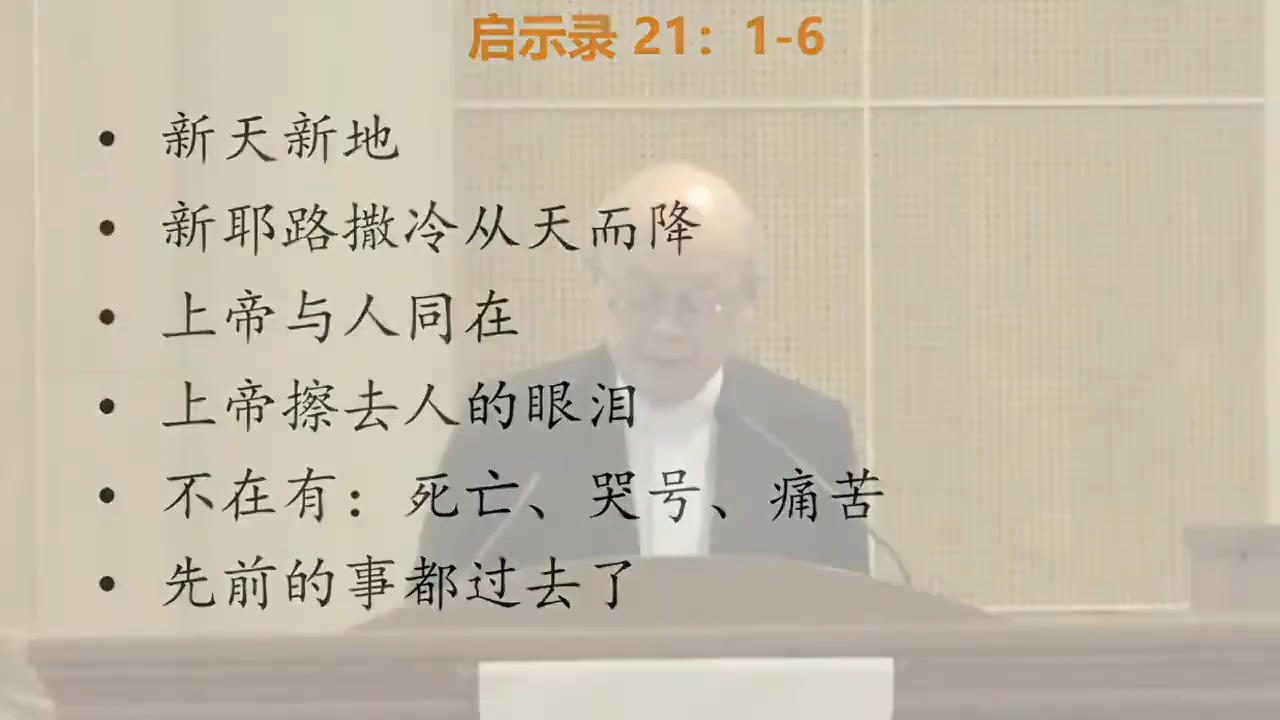 启示录 21：1-6
• 新天新地
• 新耶路撒冷从天而降
• 上帝与人同在
• 上帝擦去人的眼泪
• 不在有：死亡、哭号、痛苦
• 先前的事都过去了